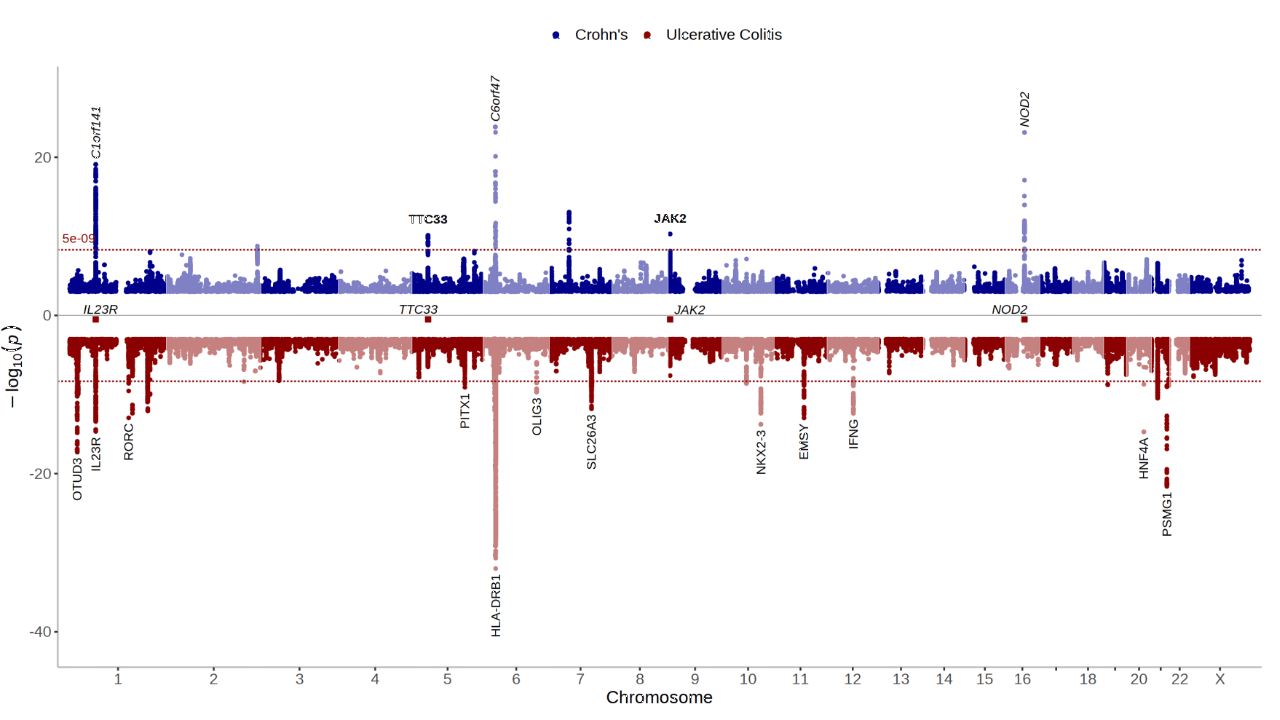 Crohn's Ulcerative Colitis
C1orf141
C6orf47
NOD2
20
TTC33
JAK2
5e-09
0
IL23R
TTC33
JAK2
NOD2
−log10(p)
OTUD3
IL23R
RORC
PITX1
HLA-DRB1
OLIG3
SLC26A3
NKX2-3
EMSY
IFNG
HNF4A
PSMG1
-20
-40
1 2 3 4 5 6 7 8 9 10 11 12 13 14 15 16 18 20 22 X
Chromosome